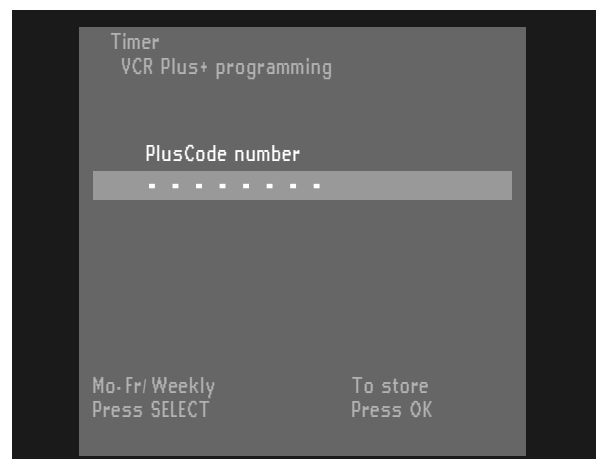 Timer
VCR Plus+ programming
PlusCode number
- - - - - - - -
Mo-Fr/Weekly
Press SELECT
To store
Press OK